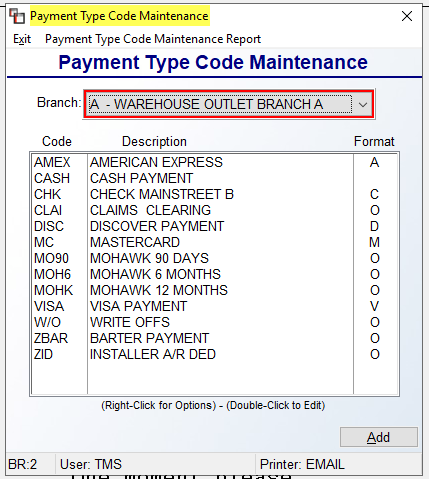 Payment Type Code Maintenance
Exit Payment Type Code Maintenance Report
Payment Type Code Maintenance
Branch: A - WAREHOUSE OUTLET BRANCH A
Code Description Format
AMEX AMERICAN EXPRESS A
CASH CASH PAYMENT
CHK CHECK MAINSTREET B C
CLAI CLAIMS CLEARING O
DISC DISCOVER PAYMENT D
MC MASTERCARD M
MO90 MOHAWK 90 DAYS O
MOH6 MOHAWK 6 MONTHS O
MOHK MOHAWK 12 MONTHS O
VISA VISA PAYMENT V
W/O WRITE OFFS O
ZBAR BARTER PAYMENT O
ZID INSTALLER A/R DED O
(Right-Click for Options) - (Double-Click to Edit)
Add
BR:2 User: TMS Printer: EMAIL
One moment please